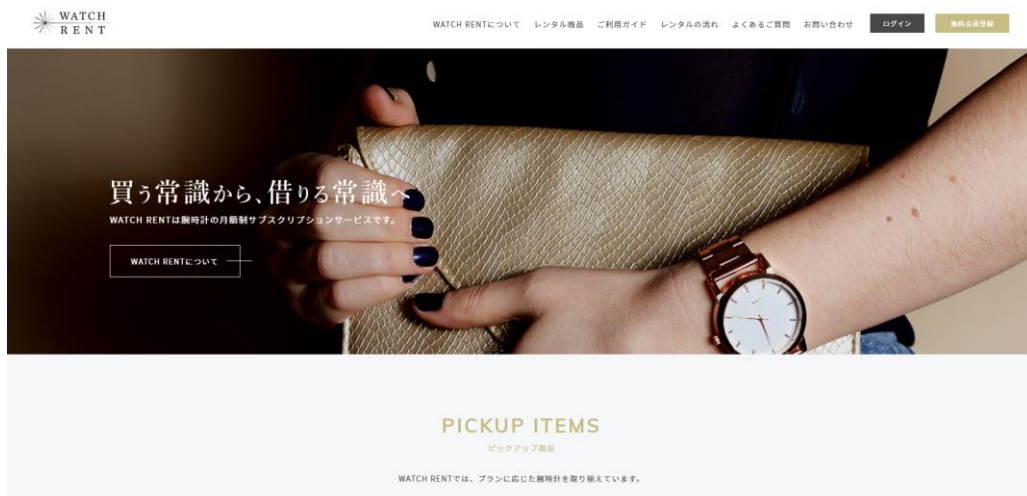 WATCH
RENT
WATCH RENTについて レンタル商品 ご利用ガイド レンタルの流れ よくあるご質問 お問い合わせ ログイン 無料会員登録
買う常識から、借りる常識へ
WATCH RENTは腕時計の月額制サブスクリプションサービスです。
WATCH RENTについて
PICKUP ITEMS
ピックアップ商品
WATCH RENTでは、プランに応じた腕時計を取り揃えています。